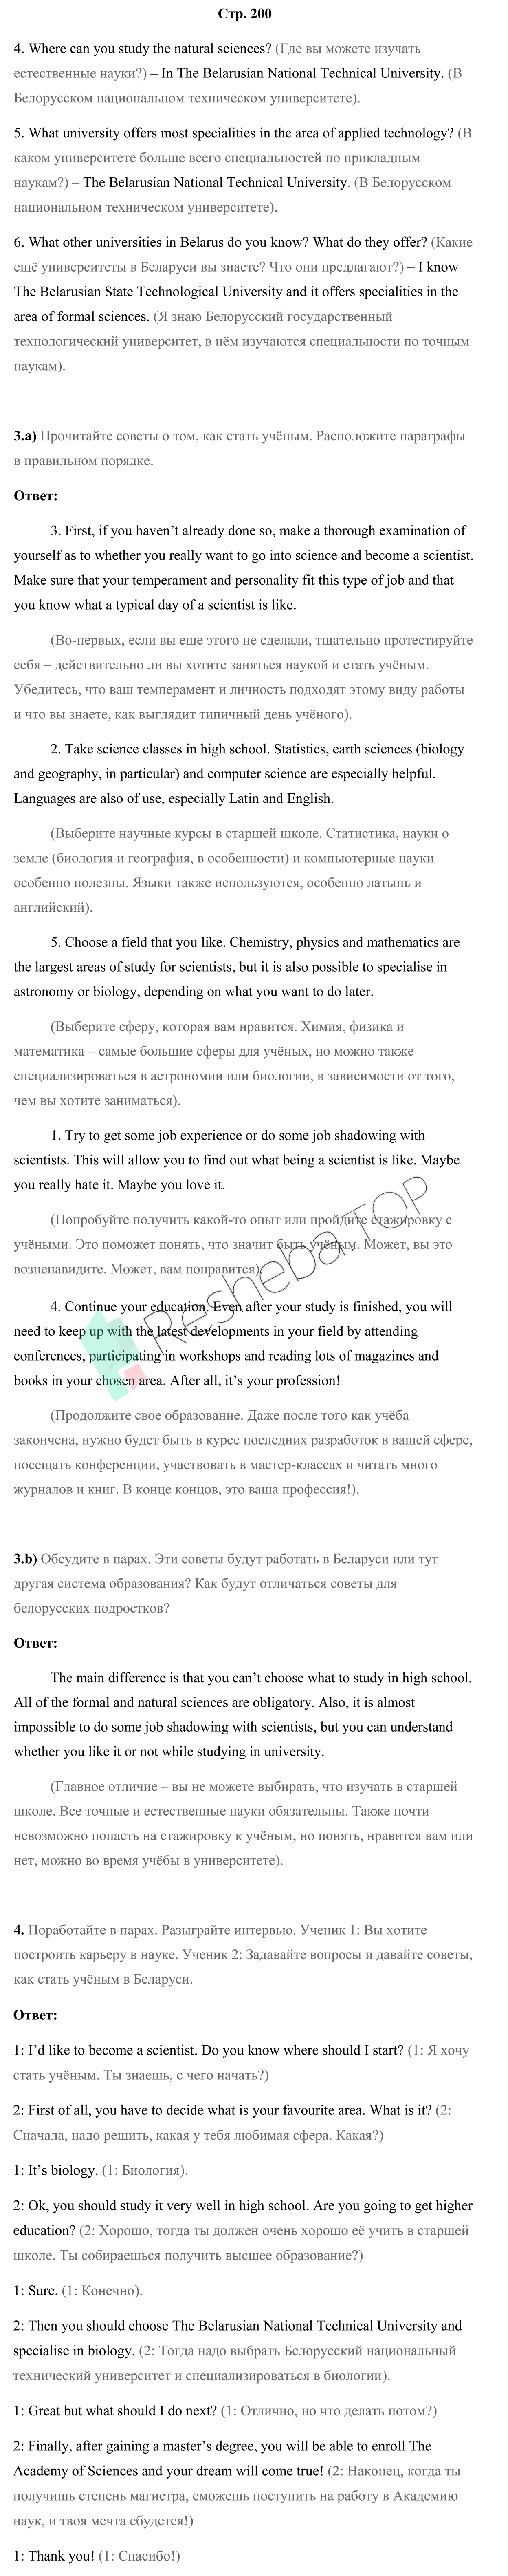 Стр. 200
4. Where can you study the natural sciences? (Где вы можете изучать
естественные науки?) – In The Belarusian National Technical University. (В
Белорусском национальном техническом университете).
5. What university offers most specialities in the area of applied technology? (В
каком университете больше всего специальностей по прикладным
наукам?) – The Belarusian National Technical University. (В Белорусском
национальном техническом университете).
6. What other universities in Belarus do you know? What do they offer? (Какие
ещё университеты в Беларуси вы знаете? Что они предлагают?) – I know
The Belarusian State Technological University and it offers specialities in the
area of formal sciences. (Я знаю Белорусский государственный
технологический университет, в нём изучаются специальности по точным
наукам).
3.a) Прочитайте советы о том, как стать учёным. Расположите параграфы
в правильном порядке.
Ответ:
3. First, if you haven’t already done so, make a thorough examination of
yourself as to whether you really want to go into science and become a scientist.
Make sure that your temperament and personality fit this type of job and that
you know what a typical day of a scientist is like.
(Во-первых, если вы еще этого не сделали, тщательно протестируйте
себя – действительно ли вы хотите заняться наукой и стать учёным.
Убедитесь, что ваш темперамент и личность подходят этому виду работы
и что вы знаете, как выглядит типичный день учёного).
2. Take science classes in high school. Statistics, earth sciences (biology
and geography, in particular) and computer science are especially helpful.
Languages are also of use, especially Latin and English.
(Выберите научные курсы в старшей школе. Статистика, науки о
земле (биология и география, в особенности) и компьютерные науки
особенно полезны. Языки также используются, особенно латынь и
английский).
5. Choose a field that you like. Chemistry, physics and mathematics are
the largest areas of study for scientists, but it is also possible to specialise in
astronomy or biology, depending on what you want to do later.
(Выберите сферу, которая вам нравится. Химия, физика и
математика – самые большие сферы для учёных, но можно также
специализироваться в астрономии или биологии, в зависимости от того,
чем вы хотите заниматься).
1. Try to get some job experience or do some job shadowing with
scientists. This will allow you to find out what being a scientist is like. Maybe
you really hate it. Maybe you love it.
(Попробуйте получить какой-то опыт или пройдите стажировку с
учёными. Это поможет понять, что значит быть учёным. Может, вы это
возненавидите. Может, вам понравится).
Resheba TOP
4. Continue your education. Even after your study is finished, you will
need to keep up with the latest developments in your field by attending
conferences, participating in workshops and reading lots of magazines and
books in your chosen area. After all, it’s your profession!
(Продолжите свое образование. Даже после того как учёба
закончена, нужно будет быть в курсе последних разработок в вашей сфере,
посещать конференции, участвовать в мастер-классах и читать много
журналов и книг. В конце концов, это ваша профессия!).
3.b) Обсудите в парах. Эти советы будут работать в Беларуси или тут
другая система образования? Как будут отличаться советы для
белорусских подростков?
Ответ:
The main difference is that you can’t choose what to study in high school.
All of the formal and natural sciences are obligatory. Also, it is almost
impossible to do some job shadowing with scientists, but you can understand
whether you like it or not while studying in university.
(Главное отличие – вы не можете выбирать, что изучать в старшей
школе. Все точные и естественные науки обязательны. Также почти
невозможно попасть на стажировку к учёным, но понять, нравится вам или
нет, можно во время учёбы в университете).
4. Поработайте в парах. Разыграйте интервью. Ученик 1: Вы хотите
построить карьеру в науке. Ученик 2: Задавайте вопросы и давайте советы,
как стать учёным в Беларуси.
Ответ:
1: I’d like to become a scientist. Do you know where should I start? (1: Я хочу
стать учёным. Ты знаешь, с чего начать?)
2: First of all, you have to decide what is your favourite area. What is it? (2:
Сначала, надо решить, какая у тебя любимая сфера. Какая?)
1: It’s biology. (1: Биология).
2: Ok, you should study it very well in high school. Are you going to get higher
education? (2: Хорошо, тогда ты должен очень хорошо её учить в старшей
школе. Ты собираешься получить высшее образование?)
1: Sure. (1: Конечно).
2: Then you should choose The Belarusian National Technical University and
specialise in biology. (2: Тогда надо выбрать Белорусский национальный
технический университет и специализироваться в биологии).
1: Great but what should I do next? (1: Отлично, но что делать потом?)
2: Finally, after gaining a master’s degree, you will be able to enroll The
Academy of Sciences and your dream will come true! (2: Наконец, когда ты
получишь степень магистра, сможешь поступить на работу в Академию
наук, и твоя мечта сбудется!)
1: Thank you! (1: Спасибо!)